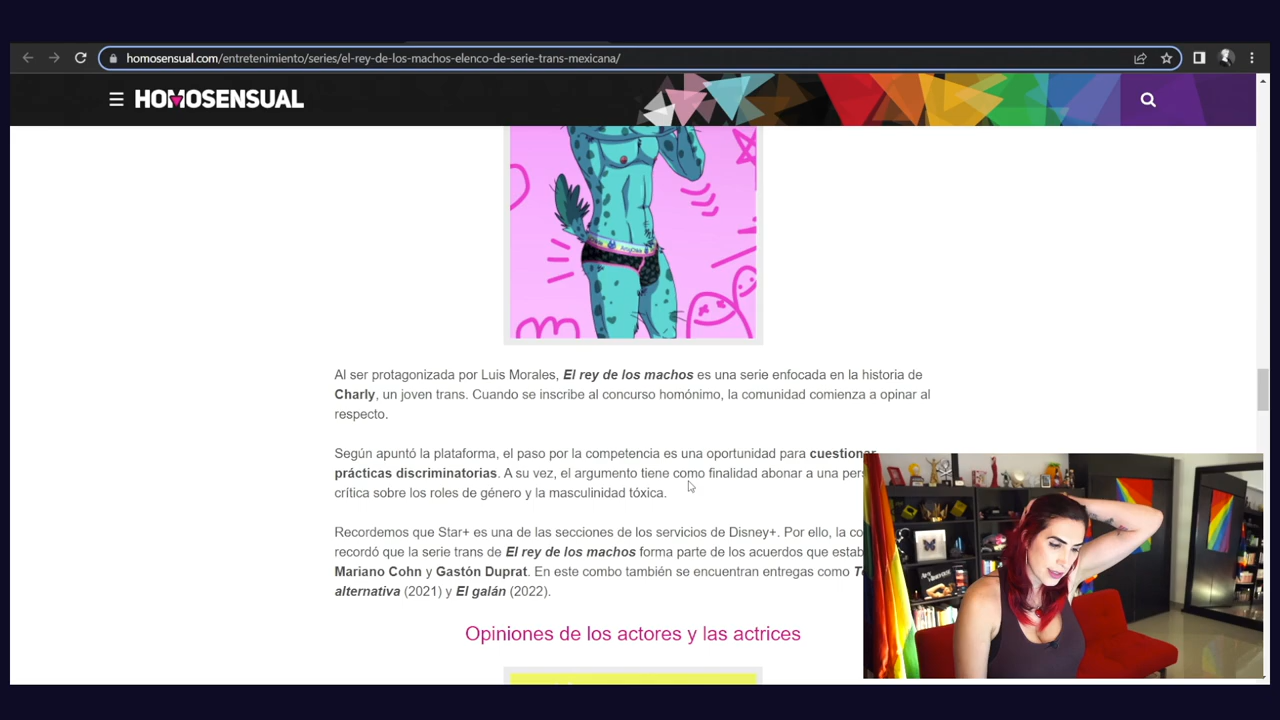 homosensual.com/entretenimiento/series/el-rey-de-los-machos-elenco-de-serie-trans-mexicana/
HOMOSENSUAL
Al ser protagonizada por Luis Morales, El rey de los machos es una serie enfocada en la historia de
Charly, un joven trans. Cuando se inscribe al concurso homónimo, la comunidad comienza a opinar al
respecto.
Según apuntó la plataforma, el paso por la competencia es una oportunidad para cuestionar
prácticas discriminatorias. A su vez, el argumento tiene como finalidad abonar a una
crítica sobre los roles de género y la masculinidad tóxica.
Recordemos que Star+ es una de las secciones de los servicios de Disney+. Por ello, la
recordó que la serie trans de El rey de los machos forma parte de los acuerdos que
Mariano Cohn y Gastón Duprat. En este combo también se encuentran entregas como
alternativa (2021) y El galán (2022).
Opiniones de los actores y las actrices